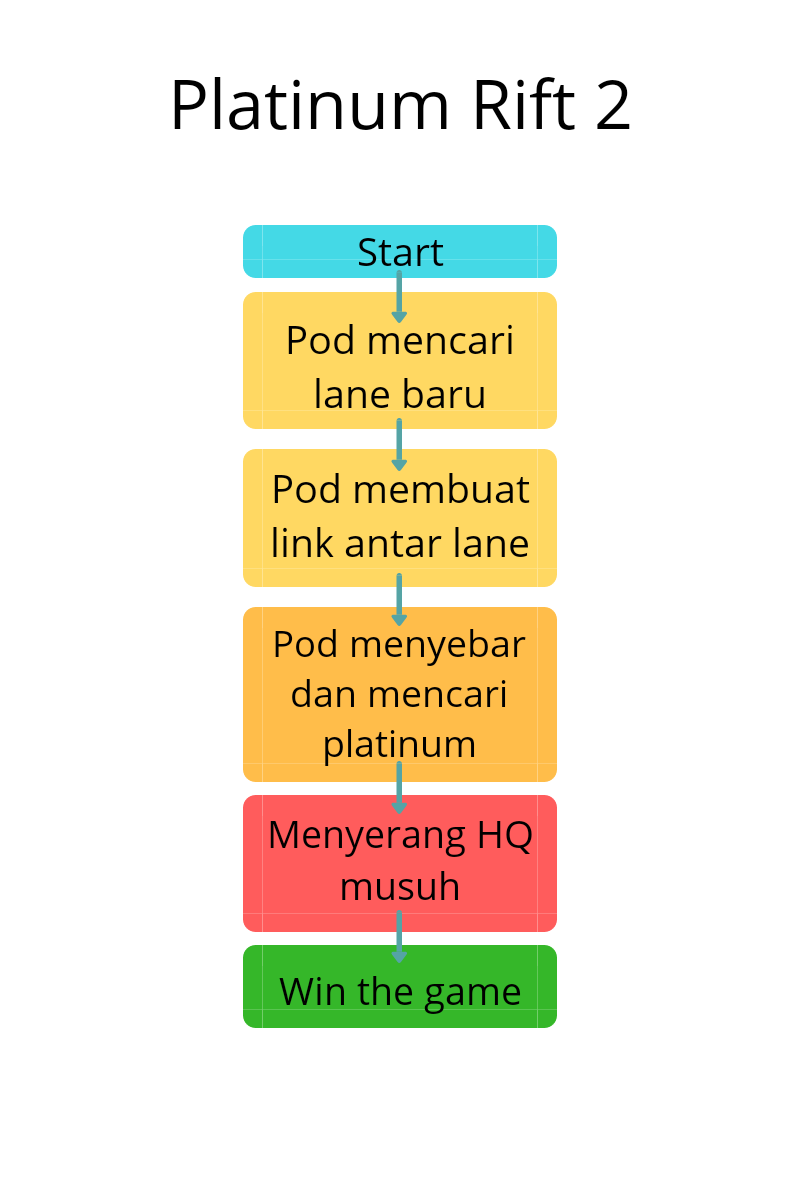 Platinum Rift 2
Start
Pod mencari
lane baru
Pod membuat
link antar lane
Pod menyebar
dan mencari
platinum
Menyerang HQ
musuh
Win the game